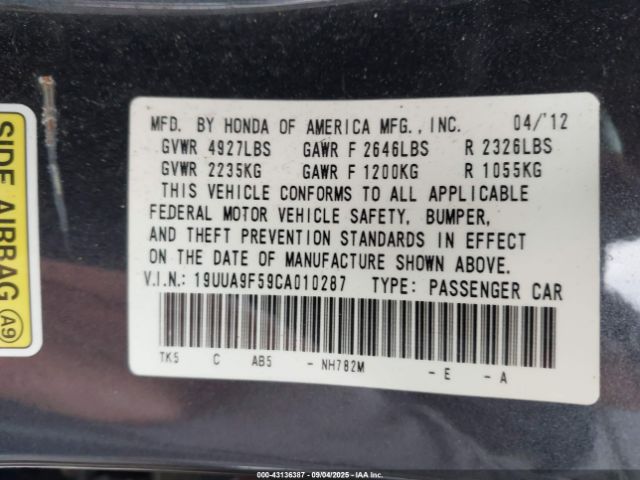 MFD. BY HONDA OF AMERICA MFG., INC. 04/'12
GVWR 4927LBS GAWR F 2646LBS R 2326LBS
GVWR 2235KG GAWR F 1200KG R 1055KG
THIS VEHICLE CONFORMS TO ALL APPLICABLE
FEDERAL MOTOR VEHICLE SAFETY, BUMPER,
AND THEFT PREVENTION STANDARDS IN EFFECT
ON THE DATE OF MANUFACTURE SHOWN ABOVE.
V.I.N.: 19UUA9F59CA010287 TYPE: PASSENGER CAR
TK5 C AB5 - NH782M - E - A
SIDE AIRBAG A9
000-43136387 - 09/04/2025 - IAAI.com